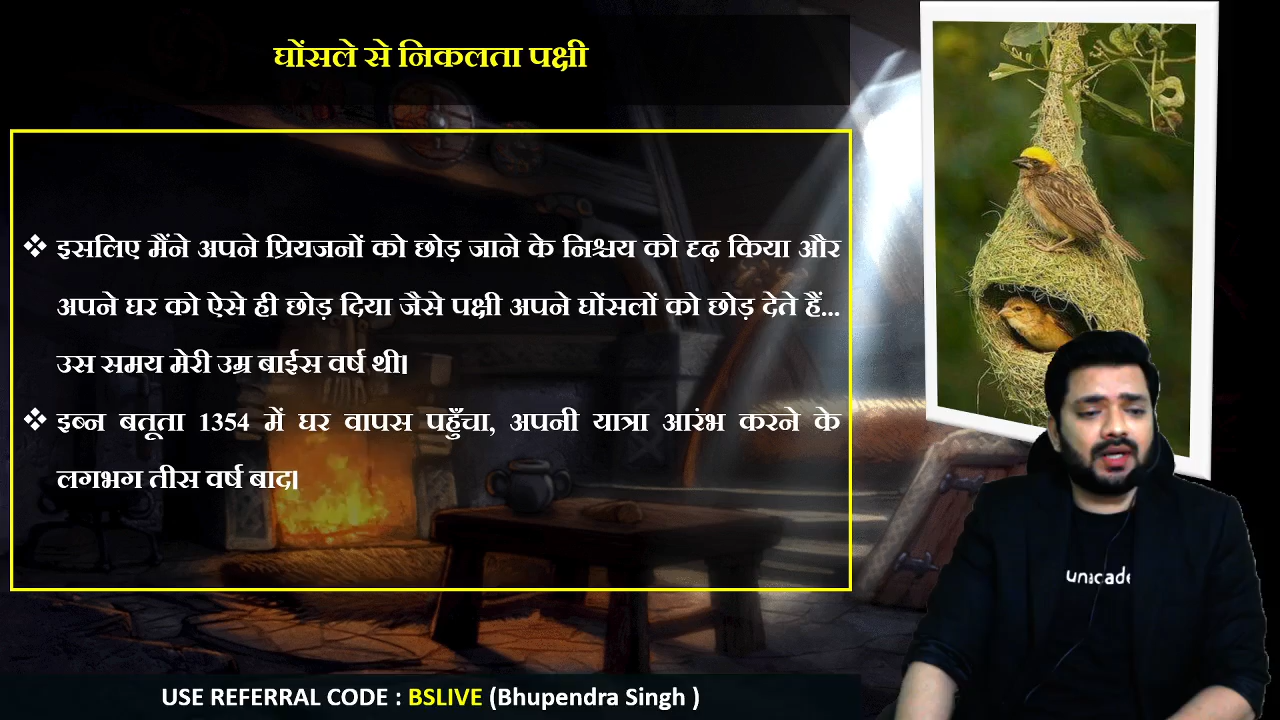 घोंसले से निकलता पक्षी
❖ इसलिए मैंने अपने प्रियजनों को छोड़ जाने के निश्चय को दृढ़ किया और
अपने घर को ऐसे ही छोड़ दिया जैसे पक्षी अपने घोंसलों को छोड़ देते हैं...
उस समय मेरी उम्र बाईस वर्ष थी।
❖ इब्न बतूता 1354 में घर वापस पहुँचा, अपनी यात्रा आरंभ करने के
लगभग तीस वर्ष बाद।
unacade
USE REFERRAL CODE : BSLIVE (Bhupendra Singh )